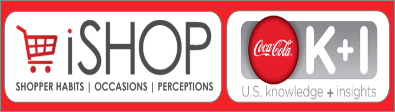 iSHOP
SHOPPER HABITS | OCCASIONS | PERCEPTIONS
Coca-Cola
K+I
U.S. knowledge + insights